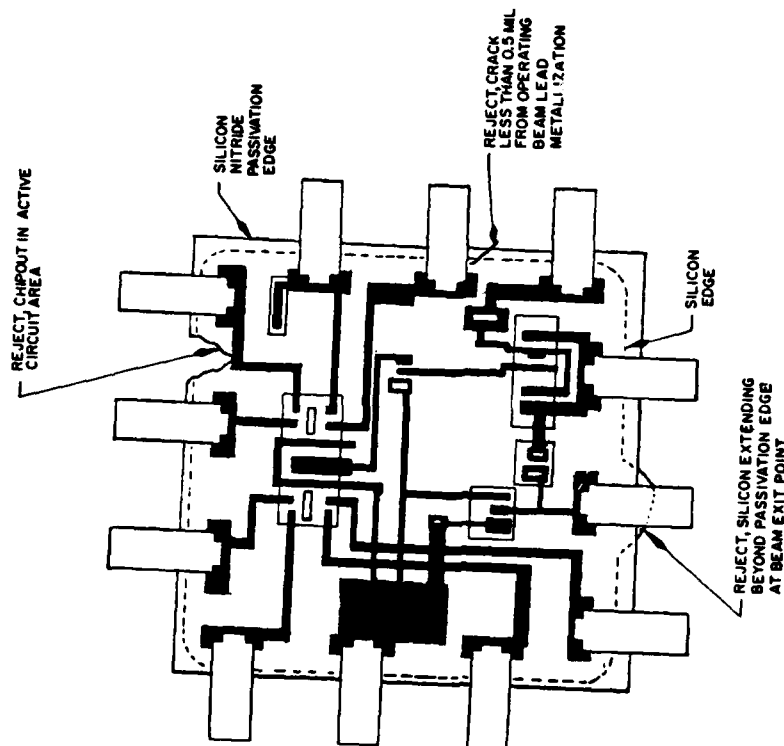 REJECT, CHIPOUT IN ACTIVE
CIRCUIT AREA
SILICON
NITRIDE
PASSIVATION
EDGE
REJECT, CRACK
LESS THAN 0.5 MIL
FROM OPERATING
BEAM LEAD
METALLIZATION
SILICON
EDGE
REJECT, SILICON EXTENDING
BEYOND PASSIVATION EDGE
AT BEAM EXIT POINT